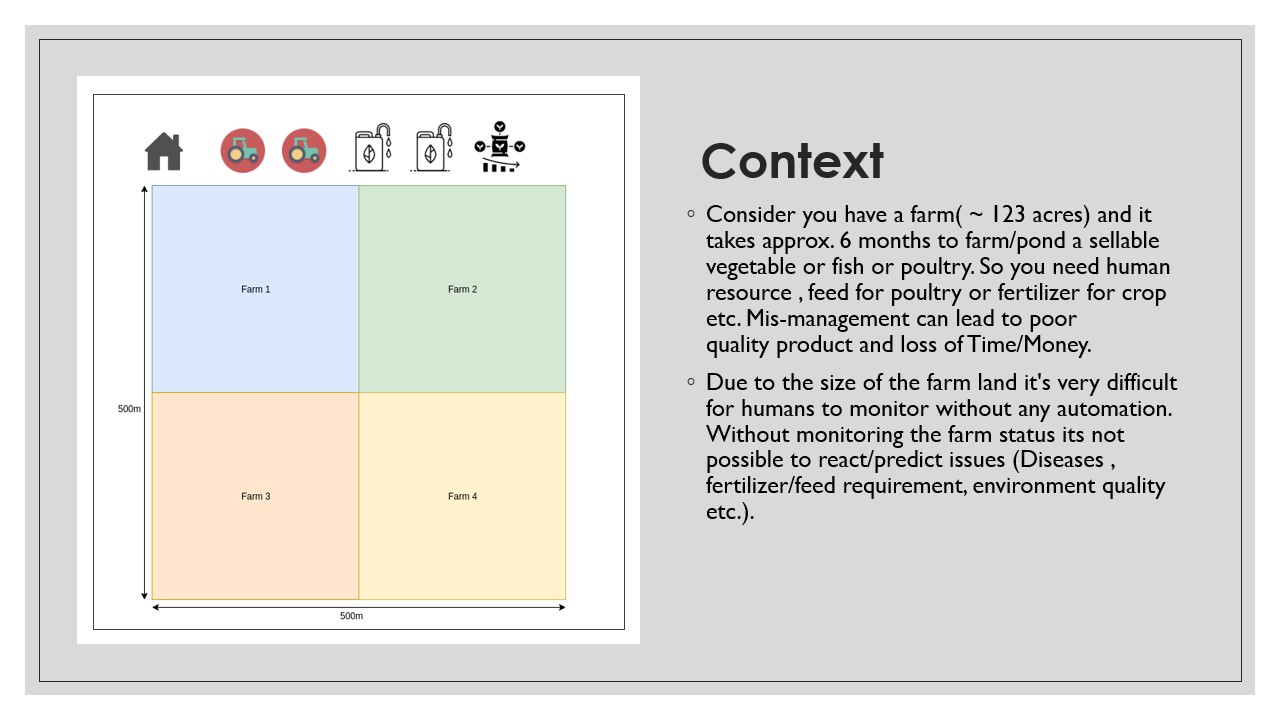 Farm 1
Farm 2
500m
Farm 3
Farm 4
500m
Context
Consider you have a farm( ~ 123 acres) and it
takes approx. 6 months to farm/pond a sellable
vegetable or fish or poultry. So you need human
resource , feed for poultry or fertilizer for crop
etc. Mis-management can lead to poor
quality product and loss of Time/Money.
Due to the size of the farm land it's very difficult
for humans to monitor without any automation.
Without monitoring the farm status its not
possible to react/predict issues (Diseases ,
fertilizer/feed requirement, environment quality
etc.).